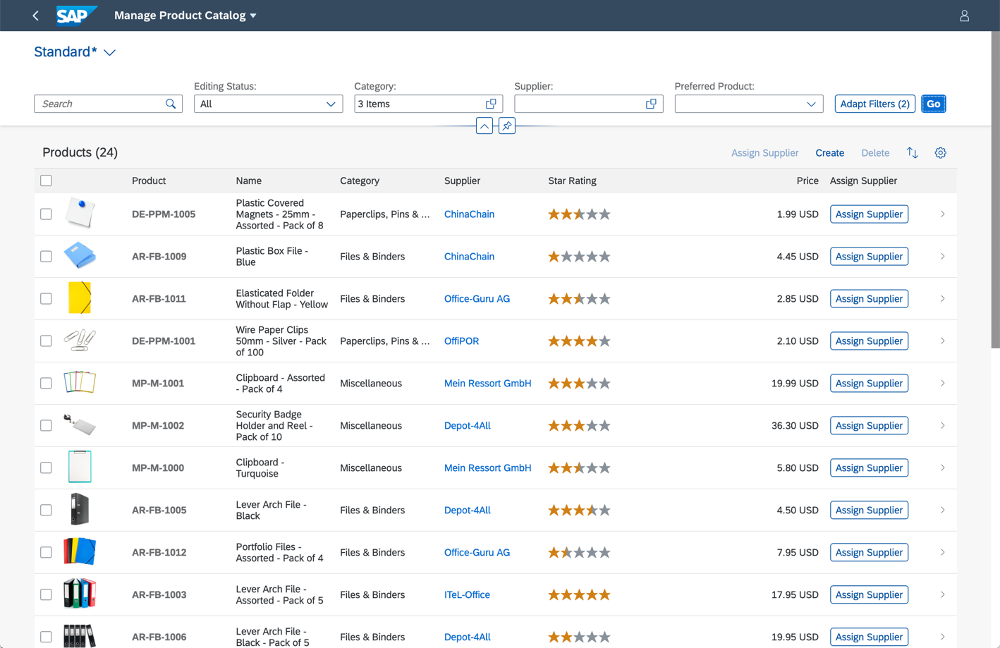 SAP Manage Product Catalog
Standard*
Editing Status: Category: Supplier: Preferred Product:
Search All 3 Items Adapt Filters (2) Go
Products (24) Assign Supplier Create Delete
Product Name Category Supplier Star Rating Price Assign Supplier
DE-PPM-1005 Plastic Covered
Magnets - 25mm -
Assorted - Pack of 8 Paperclips, Pins & ... ChinaChain 1.99 USD Assign Supplier
AR-FB-1009 Plastic Box File -
Blue Files & Binders ChinaChain 4.45 USD Assign Supplier
AR-FB-1011 Elasticated Folder
Without Flap - Yellow Files & Binders Office-Guru AG 2.85 USD Assign Supplier
DE-PPM-1001 Wire Paper Clips
50mm - Silver - Pack
of 100 Paperclips, Pins & ... OffiPOR 2.10 USD Assign Supplier
MP-M-1001 Clipboard - Assorted
- Pack of 4 Miscellaneous Mein Ressort GmbH 19.99 USD Assign Supplier
MP-M-1002 Security Badge
Holder and Reel -
Pack of 10 Miscellaneous Depot-4All 36.30 USD Assign Supplier
MP-M-1000 Clipboard -
Turquoise Miscellaneous Mein Ressort GmbH 5.80 USD Assign Supplier
AR-FB-1005 Lever Arch File -
Black Files & Binders Depot-4All 4.50 USD Assign Supplier
AR-FB-1012 Portfolio Files -
Assorted - Pack of 4 Files & Binders Office-Guru AG 7.95 USD Assign Supplier
AR-FB-1003 Lever Arch File -
Assorted - Pack of 5 Files & Binders ITeL-Office 17.95 USD Assign Supplier
AR-FB-1006 Lever Arch File -
Black - Pack of 5 Files & Binders Depot-4All 19.95 USD Assign Supplier